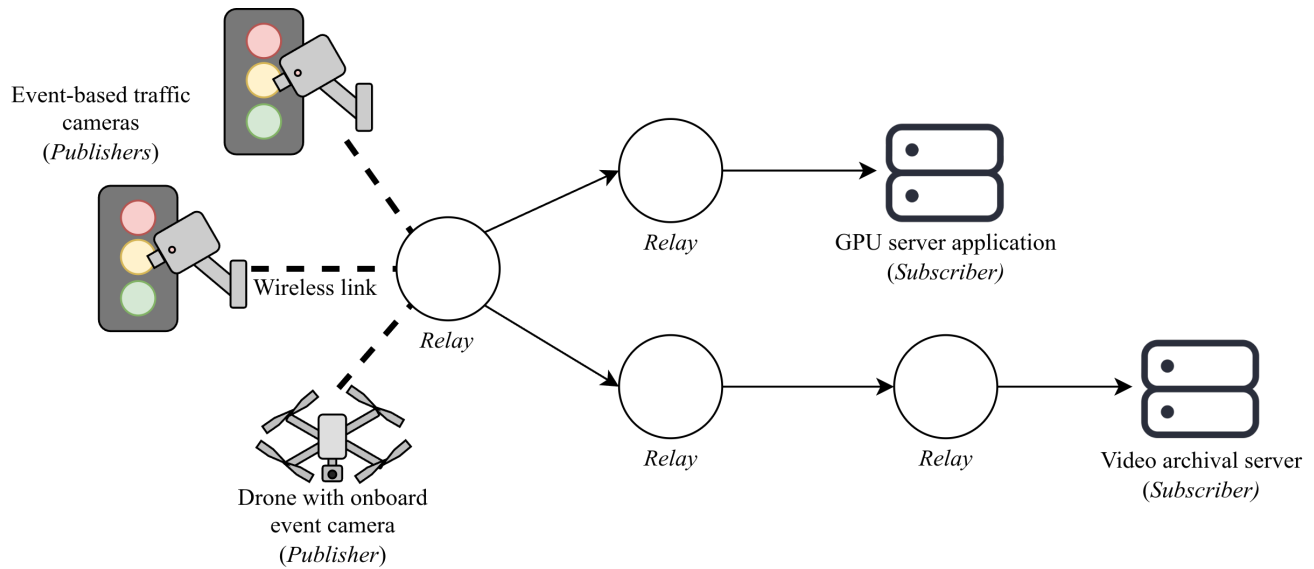 Event-based traffic
cameras
(Publishers)
Wireless link
Relay
Drone with onboard
event camera
(Publisher)
Relay
GPU server application
(Subscriber)
Relay
Relay
Video archival server
(Subscriber)